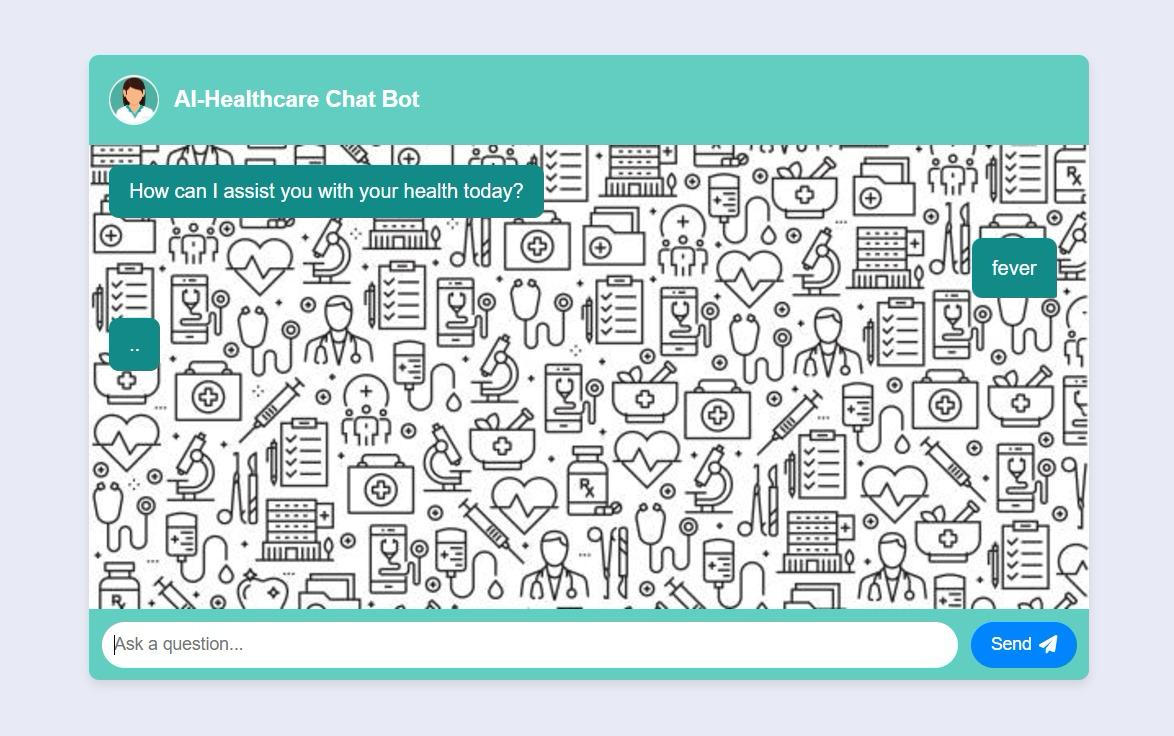 AI-Healthcare Chat Bot
How can I assist you with your health today?
fever
..
Ask a question...
Send